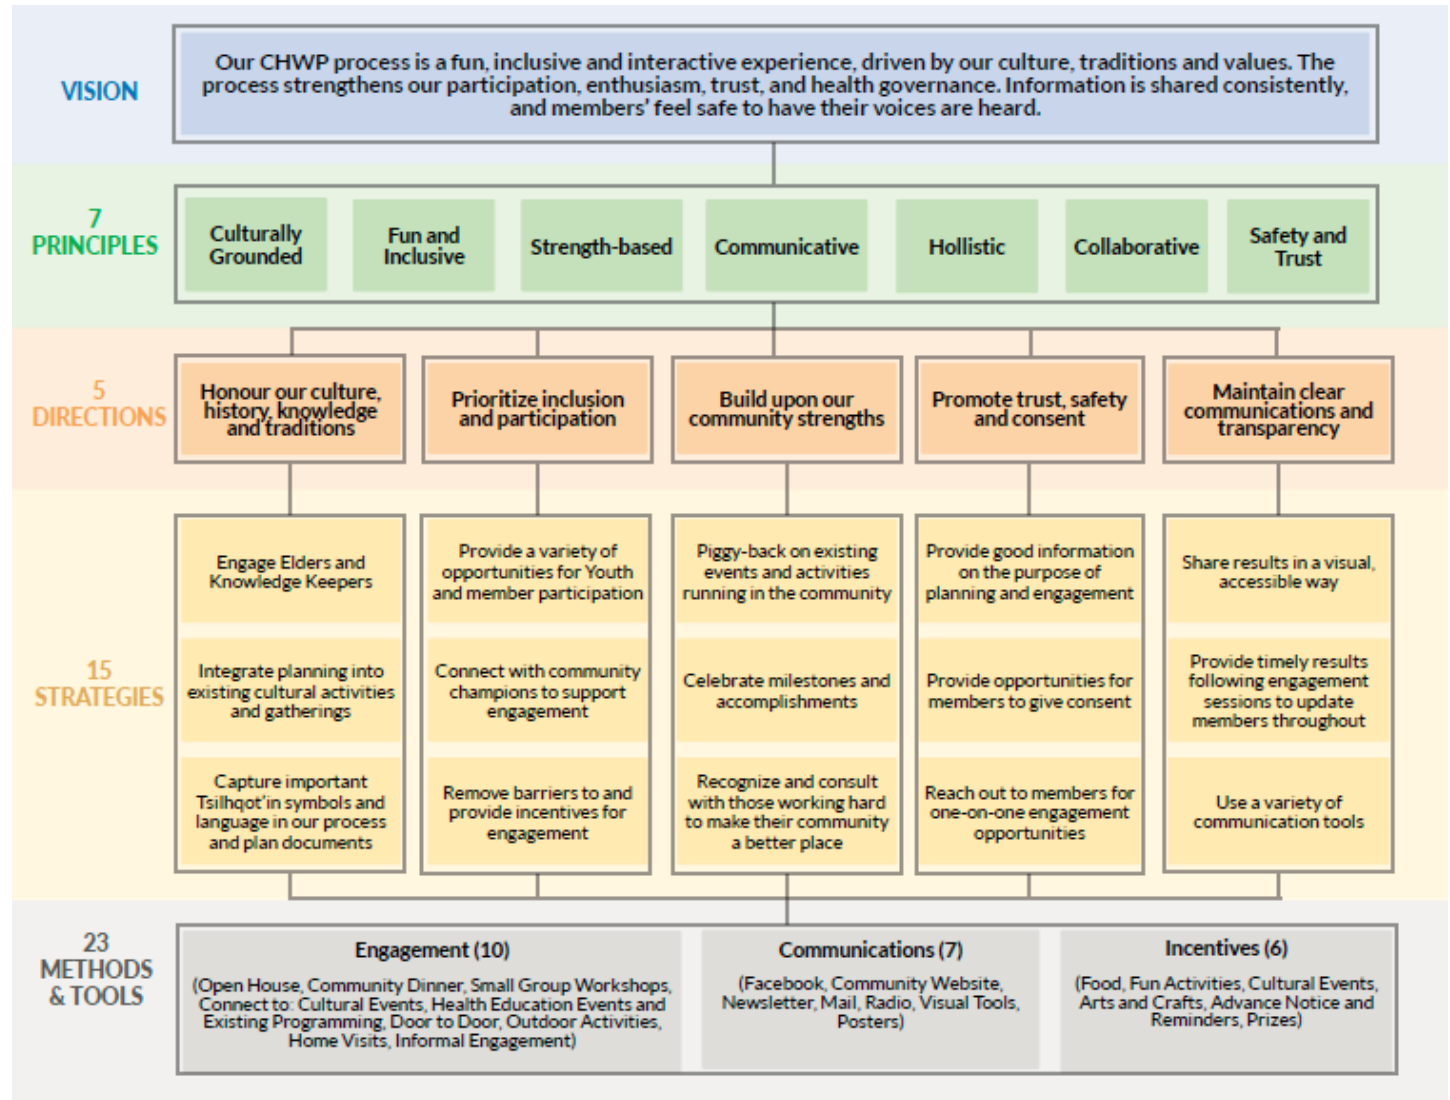 VISION
Our CHWP process is a fun, inclusive and interactive experience, driven by our culture, traditions and values. The
process strengthens our participation, enthusiasm, trust, and health governance. Information is shared consistently,
and members' feel safe to have their voices are heard.
7
PRINCIPLES
Culturally
Grounded
Fun and
Inclusive
Strength-based
Communicative
Hollistic
Collaborative
Safety and
Trust
5
DIRECTIONS
Honour our culture,
history, knowledge
and traditions
Prioritize inclusion
and participation
Build upon our
community strengths
Promote trust, safety
and consent
Maintain clear
communications and
transparency
15
STRATEGIES
Engage Elders and
Knowledge Keepers
Provide a variety of
opportunities for Youth
and member participation
Piggy-back on existing
events and activities
running in the community
Provide good information
on the purpose of
planning and engagement
Share results in a visual,
accessible way
Integrate planning into
existing cultural activities
and gatherings
Connect with community
champions to support
engagement
Celebrate milestones and
accomplishments
Provide opportunities for
members to give consent
Provide timely results
following engagement
sessions to update
members throughout
Capture important
Tsilhqot'in symbols and
language in our process
and plan documents
Remove barriers to and
provide incentives for
engagement
Recognize and consult
with those working hard
to make their community
a better place
Reach out to members for
one-on-one engagement
opportunities
Use a variety of
communication tools
23
METHODS
& TOOLS
Engagement (10)
(Open House, Community Dinner, Small Group Workshops,
Connect to: Cultural Events, Health Education Events and
Existing Programming, Door to Door, Outdoor Activities,
Home Visits, Informal Engagement)
Communications (7)
(Facebook, Community Website,
Newsletter, Mail, Radio, Visual Tools,
Posters)
Incentives (6)
(Food, Fun Activities, Cultural Events,
Arts and Crafts, Advance Notice and
Reminders, Prizes)